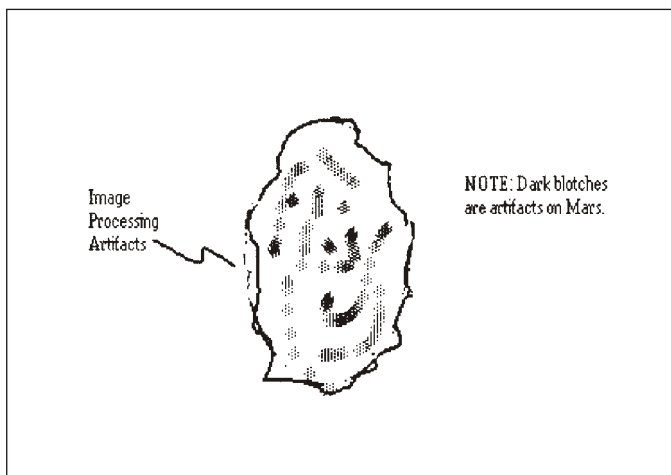 Image
Processing
Artifacts
NOTE: Dark blotches
are artifacts on Mars.